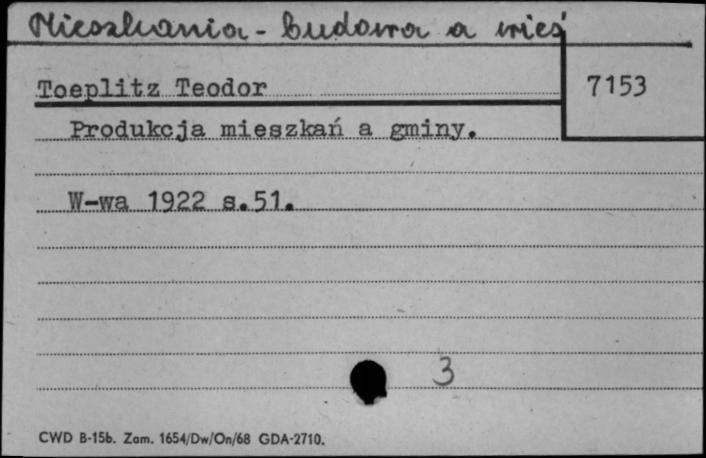 Mieszkania - budowa a wieś
Toeplitz Teodor
7153
Produkcja mieszkań a gminy.
W-wa 1922 s.51.
3
CWD B-15b. Zam. 1654/Dw/On/68 GDA-2710.